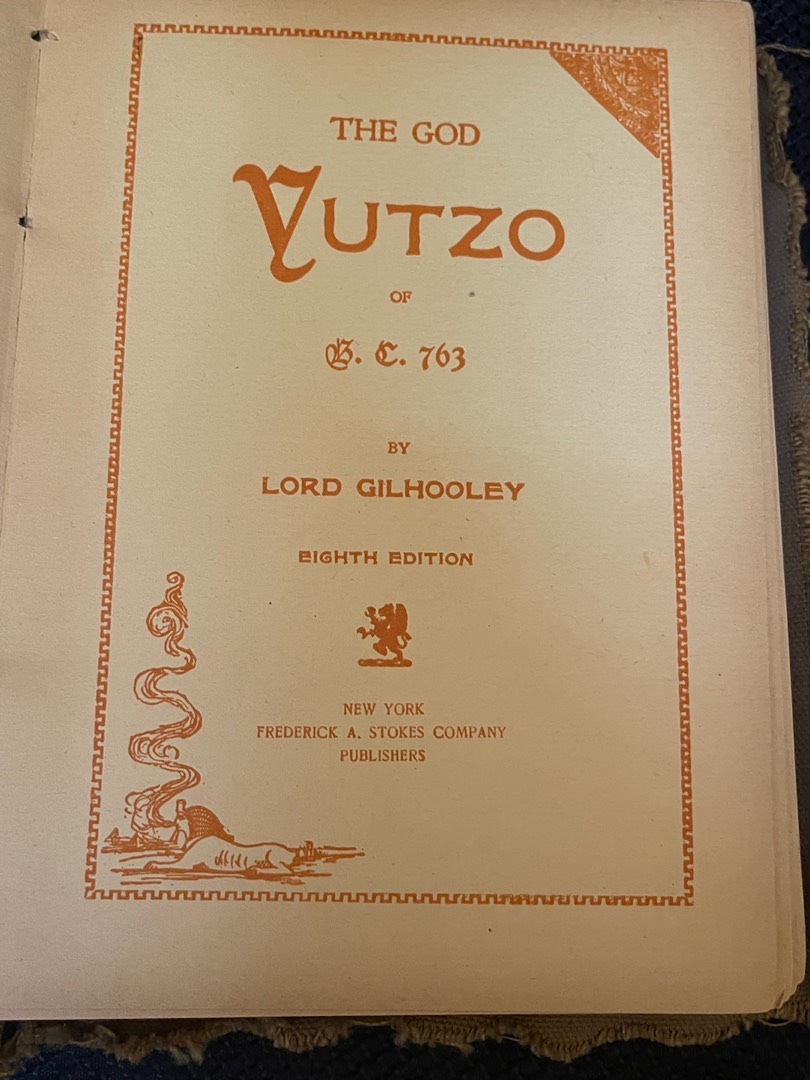 THE GOD
YUTZO
OF
B. C. 763
BY
LORD GILHOOLEY
EIGHTH EDITION
NEW YORK
FREDERICK A. STOKES COMPANY
PUBLISHERS